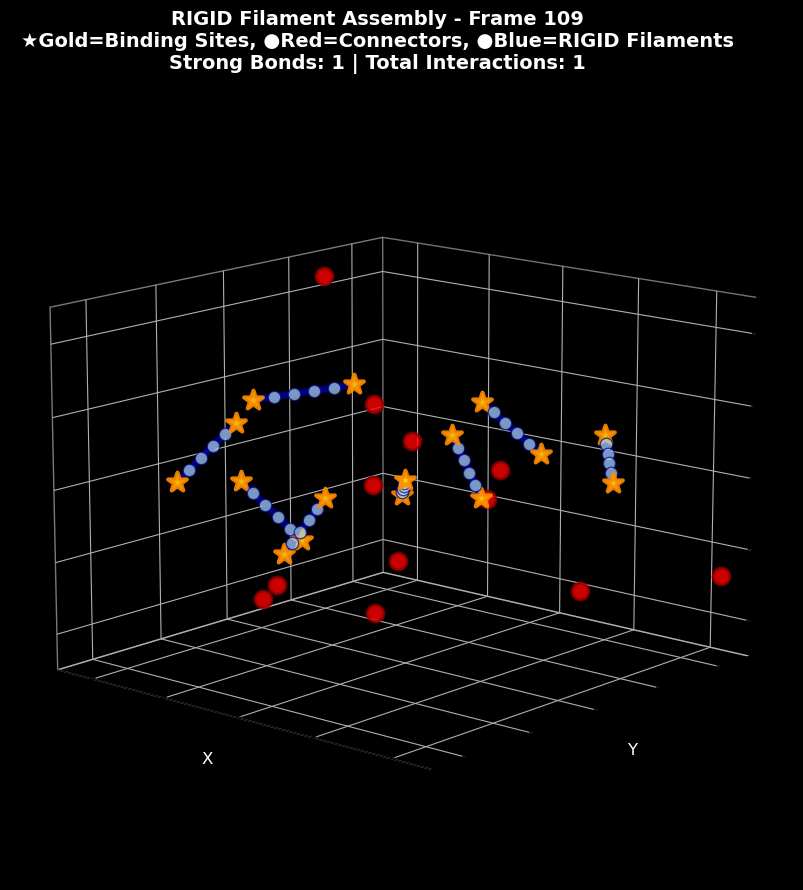 RIGID Filament Assembly - Frame 109
★Gold=Binding Sites, ●Red=Connectors, ●Blue=RIGID Filaments
Strong Bonds: 1 | Total Interactions: 1
X
Y